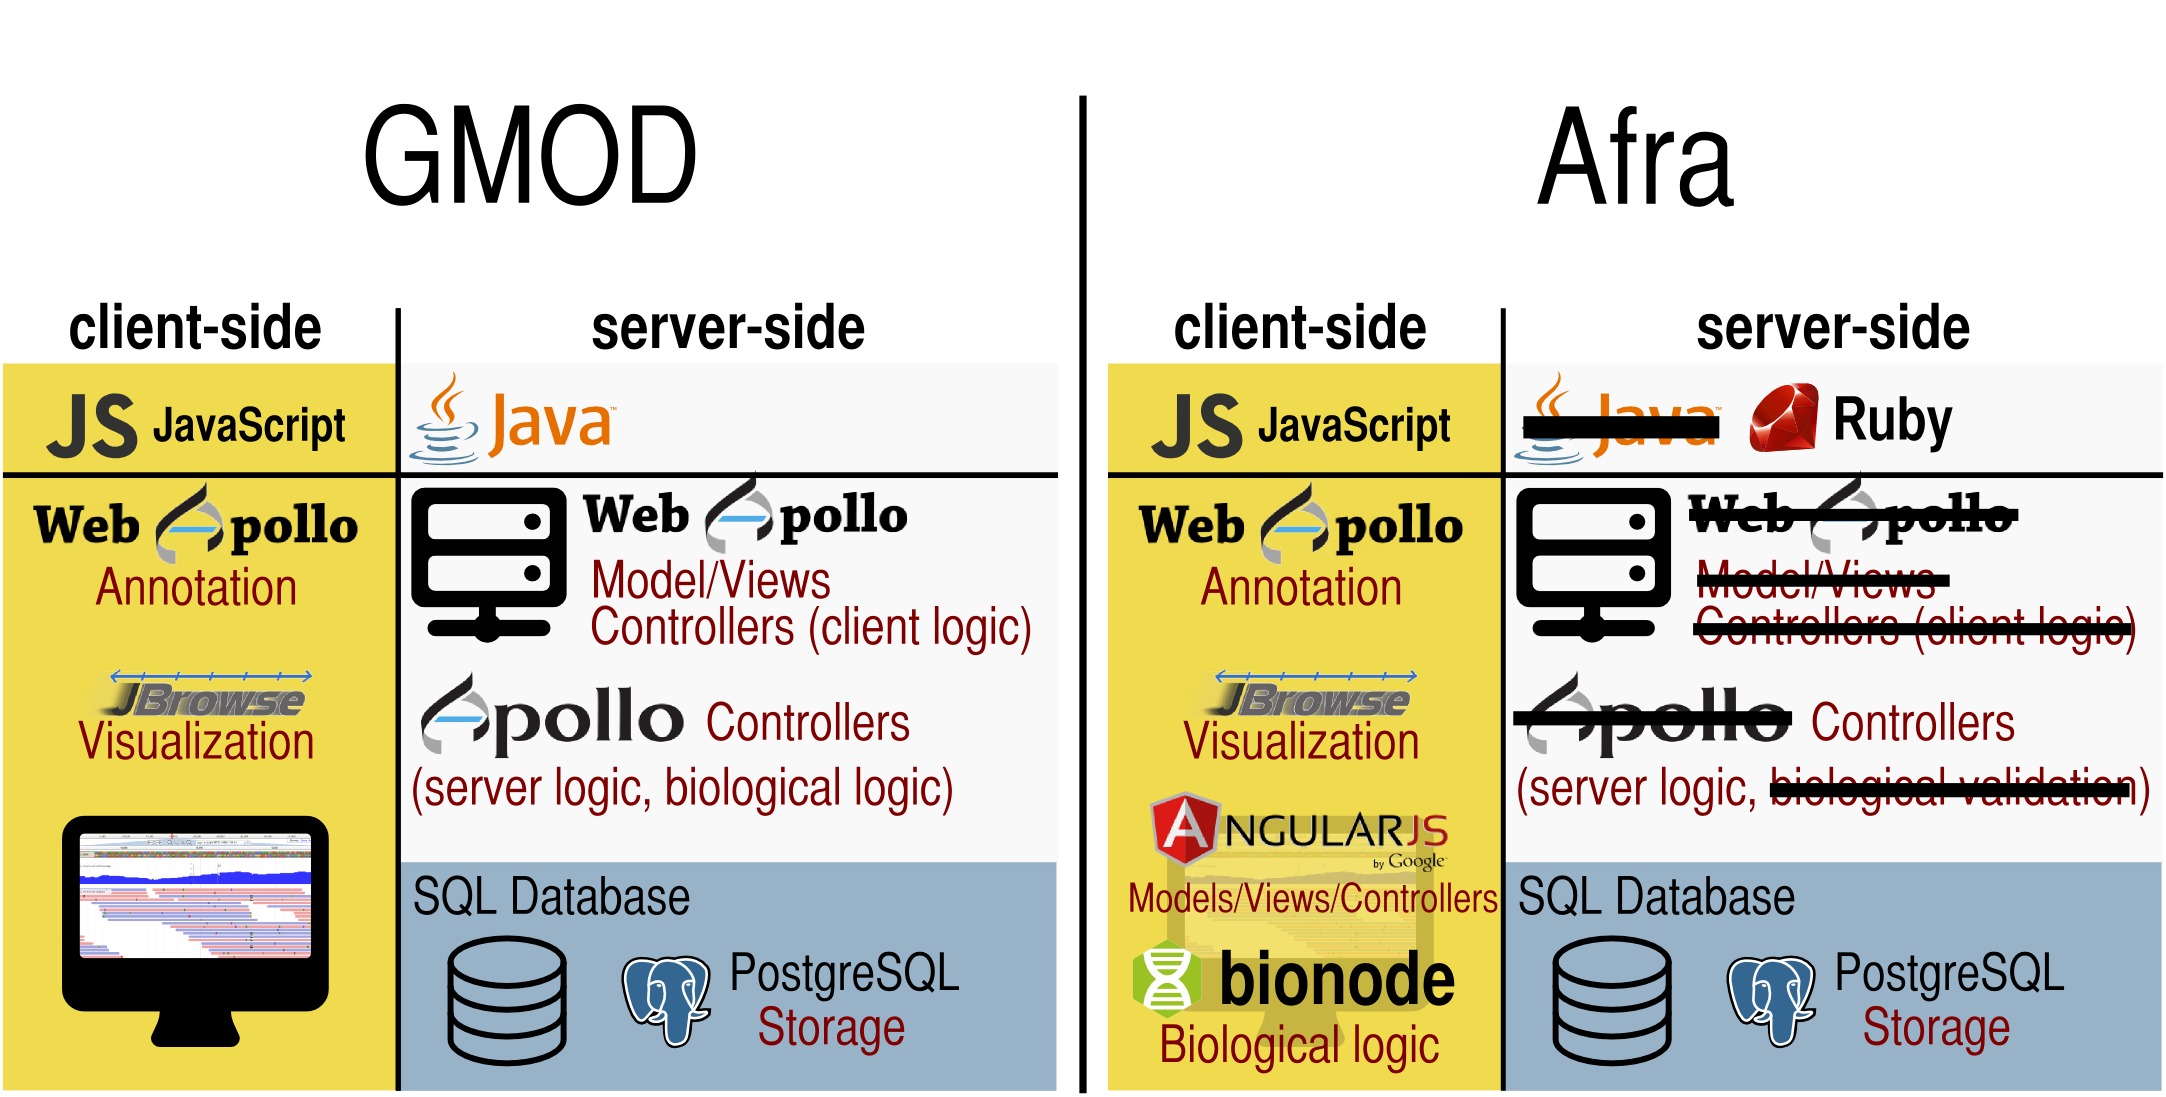 GMOD
client-side
server-side
JS JavaScript
Java™
Web Apollo
Annotation
JBrowse
Visualization
Web Apollo
Model/Views
Controllers (client logic)
Apollo Controllers
(server logic, biological logic)
SQL Database
PostgreSQL
Storage
Afra
client-side
server-side
JS JavaScript
Java™ Ruby
Web Apollo
Annotation
JBrowse
Visualization
ANGULARJS
by Google
Models/Views/Controllers
bionode
Biological logic
Web Apollo
Model/Views
Controllers (client logic)
Apollo Controllers
(server logic, biological validation)
SQL Database
PostgreSQL
Storage